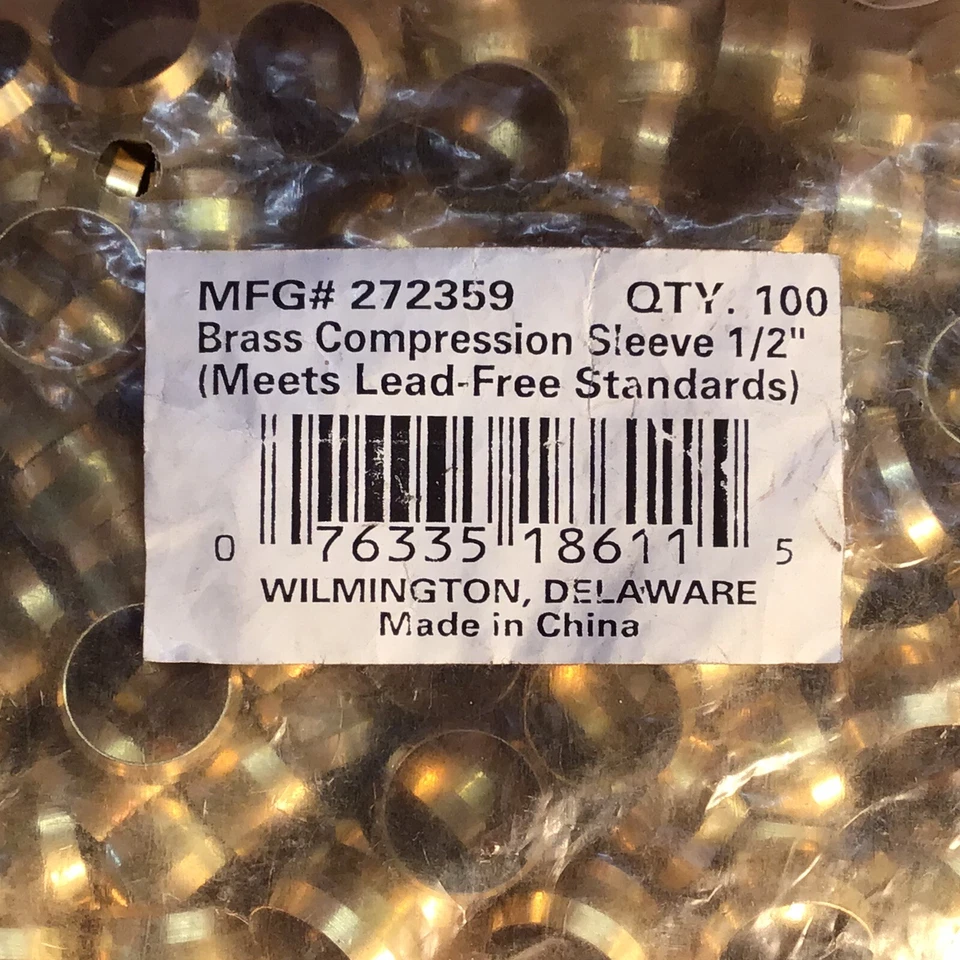 MFG# 272359 QTY. 100
Brass Compression Sleeve 1/2"
(Meets Lead-Free Standards)
0 76335 18611 5
WILMINGTON, DELAWARE
Made in China